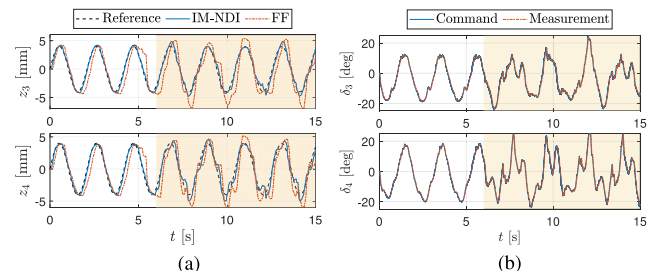 Reference IM-NDI FF
Command Measurement
5
0
-5
z3 [mm]
0 5 10 15
20
0
-20
δ3 [deg]
0 5 10 15
5
0
-5
z4 [mm]
0 5 10 15
t [s]
20
0
-20
δ4 [deg]
0 5 10 15
t [s]
(a)
(b)